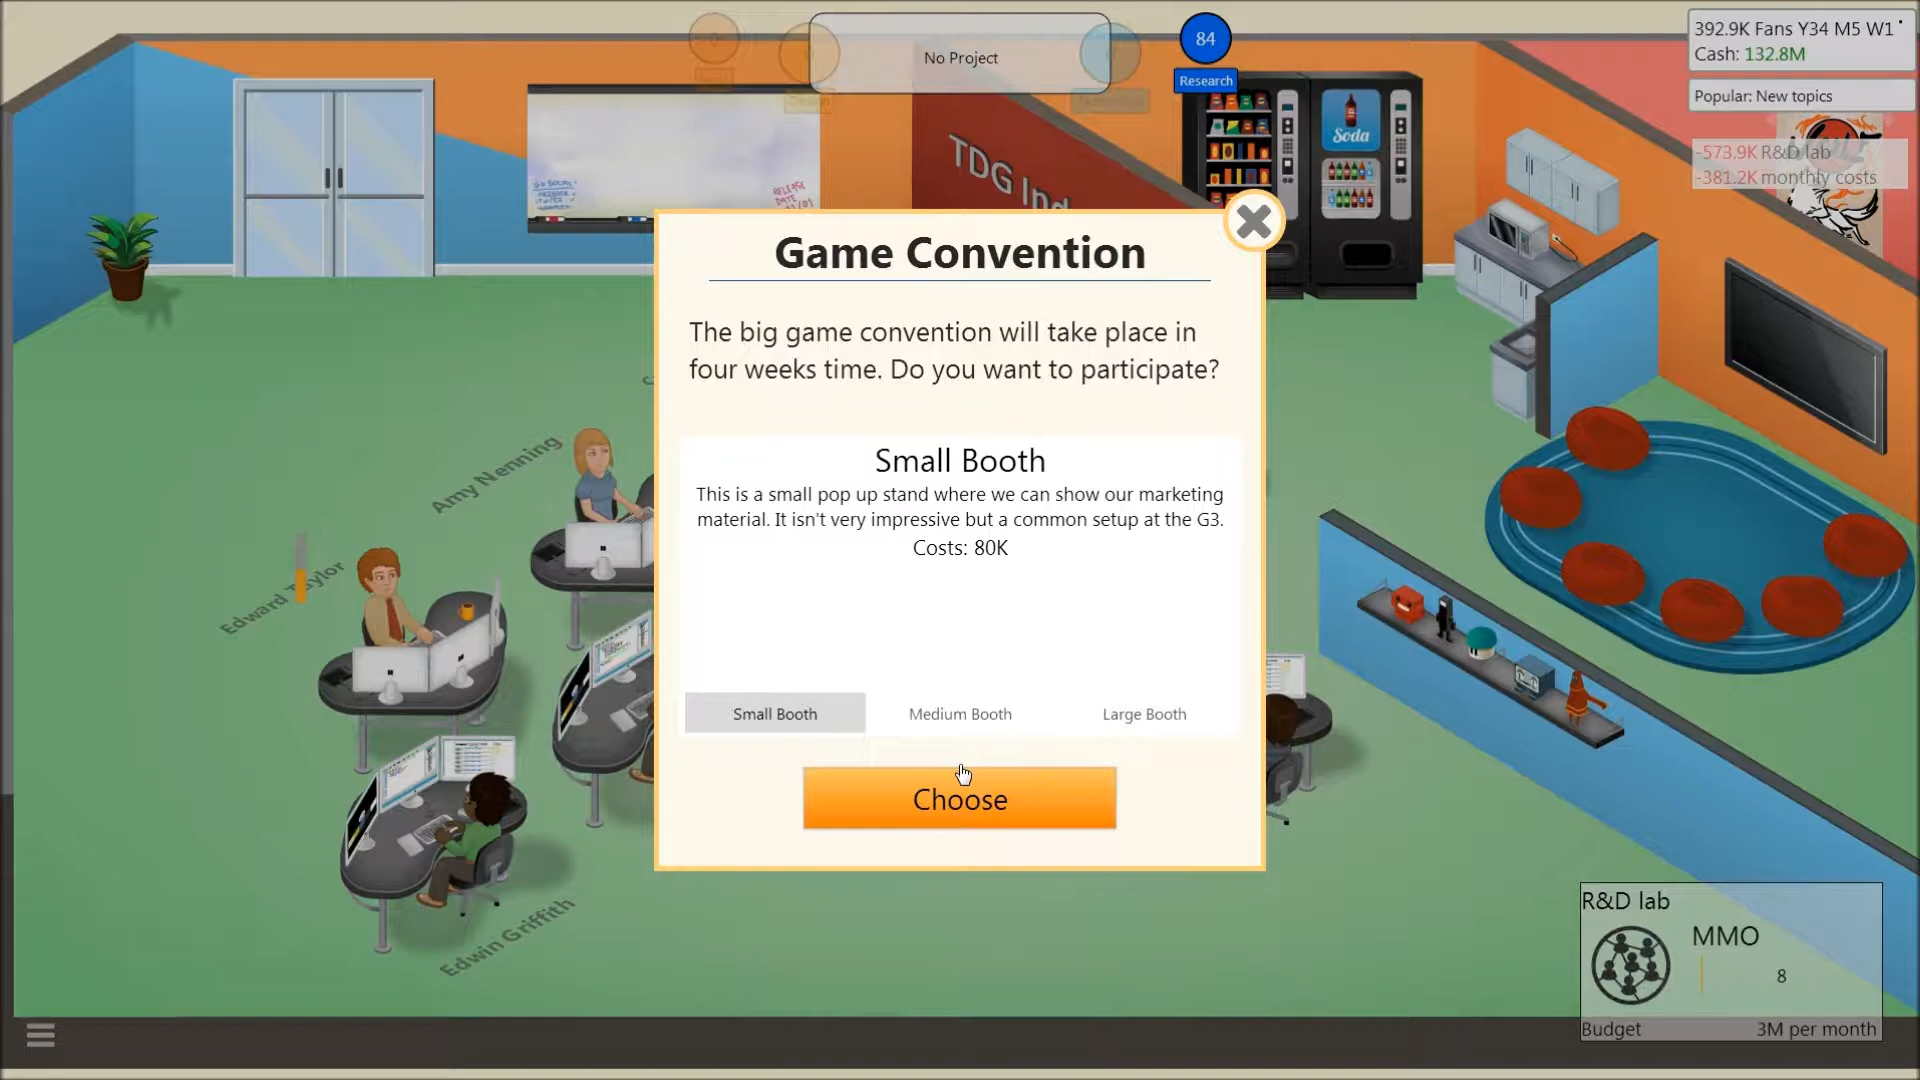 No Project
84
Research
392.9K Fans Y34 M5 W1
Cash: 132.8M
Popular: New topics
-573.9K R&D lab
-381.2K monthly costs
Soda
TDG Ind
RELEASE
DATE
Game Convention
The big game convention will take place in
four weeks time. Do you want to participate?
Small Booth
This is a small pop up stand where we can show our marketing
material. It isn't very impressive but a common setup at the G3.
Costs: 80K
Small Booth
Medium Booth
Large Booth
Choose
Amy Nenning
Edward Taylor
Edwin Griffith
R&D lab
MMO
8
Budget
3M per month